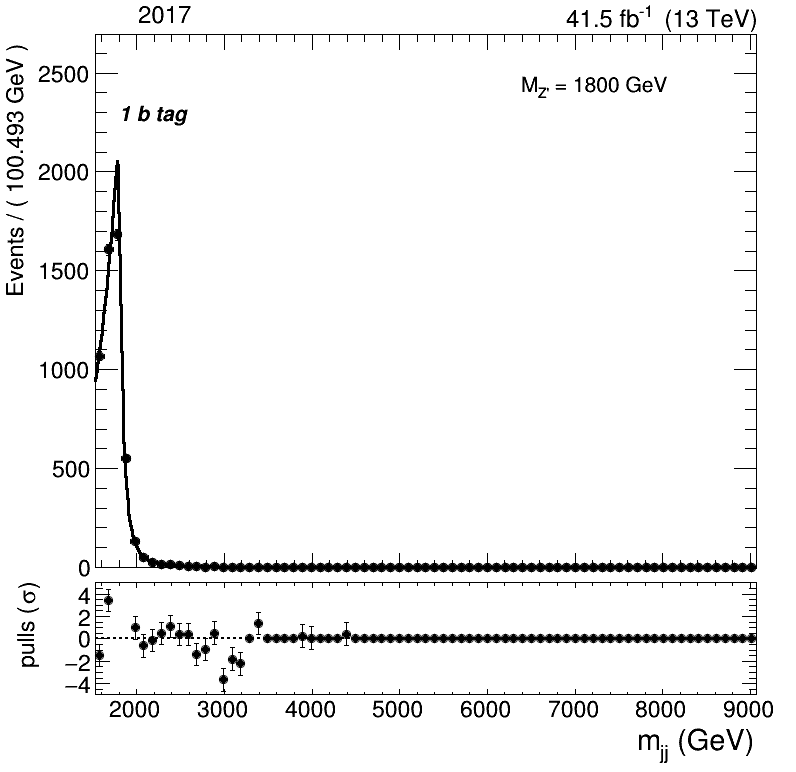 2017 41.5 fb⁻¹ (13 TeV)
Events / ( 100.493 GeV )
M_Z' = 1800 GeV
1 b tag
2500
2000
1500
1000
500
0
pulls (σ)
4
2
0
−2
−4
2000 3000 4000 5000 6000 7000 8000 9000
m_jj (GeV)